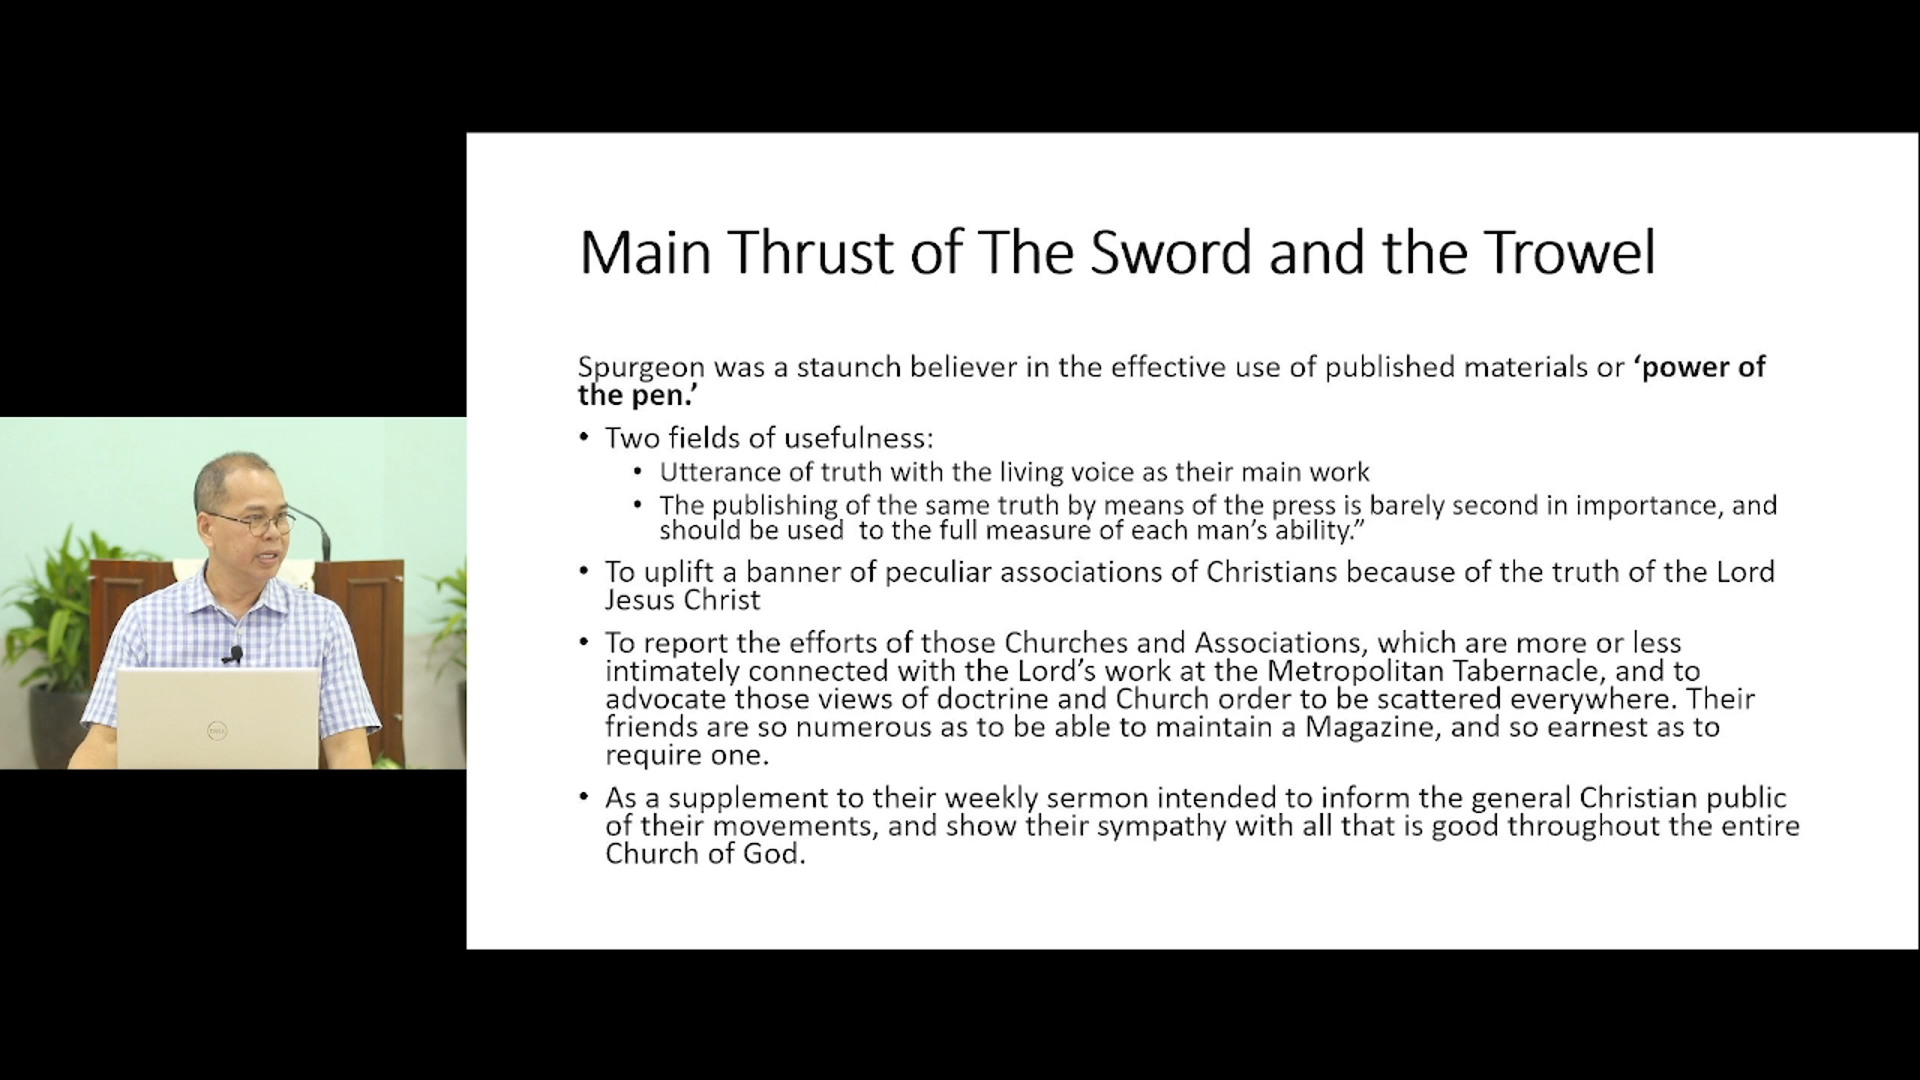 Main Thrust of The Sword and the Trowel
Spurgeon was a staunch believer in the effective use of published materials or ‘power of
the pen.’
• Two fields of usefulness:
• Utterance of truth with the living voice as their main work
• The publishing of the same truth by means of the press is barely second in importance, and
should be used  to the full measure of each man’s ability.”
• To uplift a banner of peculiar associations of Christians because of the truth of the Lord
Jesus Christ
• To report the efforts of those Churches and Associations, which are more or less
intimately connected with the Lord’s work at the Metropolitan Tabernacle, and to
advocate those views of doctrine and Church order to be scattered everywhere. Their
friends are so numerous as to be able to maintain a Magazine, and so earnest as to
require one.
• As a supplement to their weekly sermon intended to inform the general Christian public
of their movements, and show their sympathy with all that is good throughout the entire
Church of God.
DELL